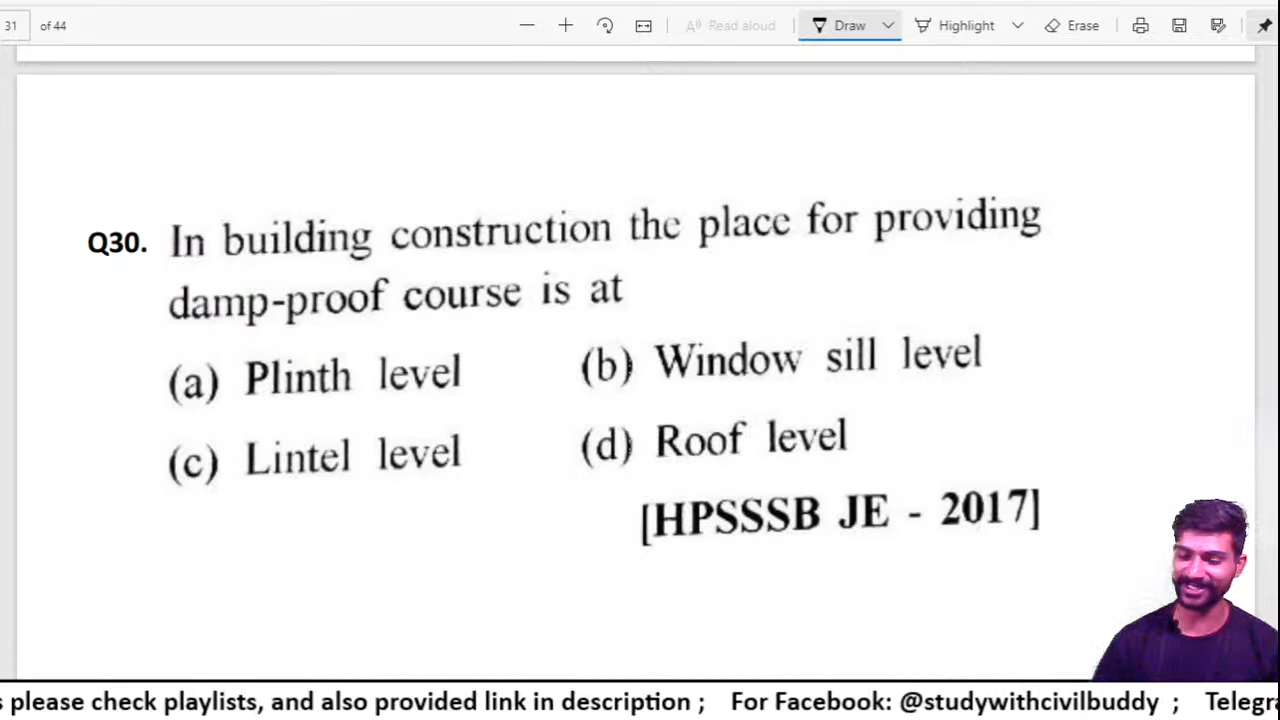 31 of 44 Read aloud Draw Highlight Erase
Q30. In building construction the place for providing
damp-proof course is at
(a) Plinth level (b) Window sill level
(c) Lintel level (d) Roof level
[HPSSSB JE - 2017]
s please check playlists, and also provided link in description ; For Facebook: @studywithcivilbuddy ; Telegr